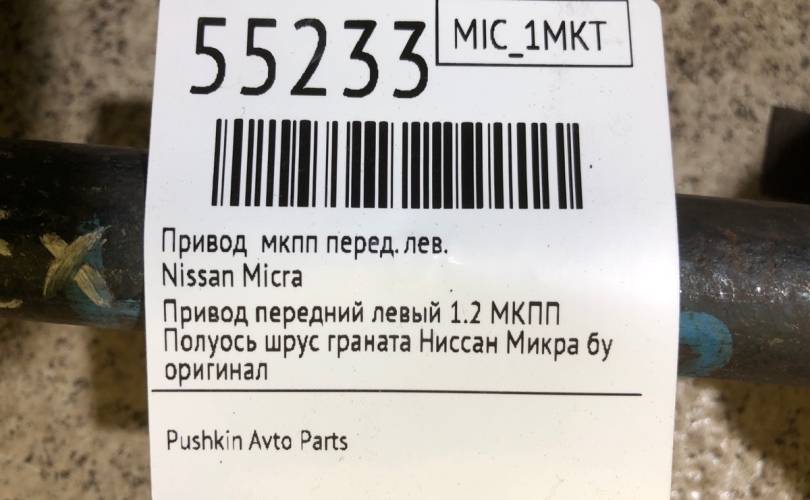 55233
MIC_1MKT
Привод мкпп перед. лев.
Nissan Micra
Привод передний левый 1.2 МКПП
Полуось шрус граната Ниссан Микра бу
оригинал
Pushkin Avto Parts